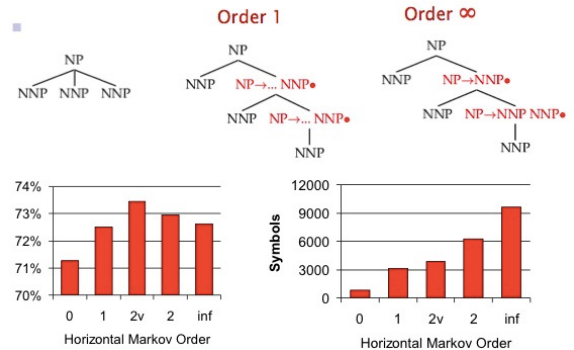 Order 1
Order ∞
NP
NNP NNP NNP
NP
NNP NP→... NNP•
NNP NP→... NNP•
NNP
NP
NNP NP→NNP•
NNP NP→NNP NNP•
NNP
74%
73%
72%
71%
70%
0 1 2v 2 inf
Horizontal Markov Order
Symbols
12000
9000
6000
3000
0
0 1 2v 2 inf
Horizontal Markov Order